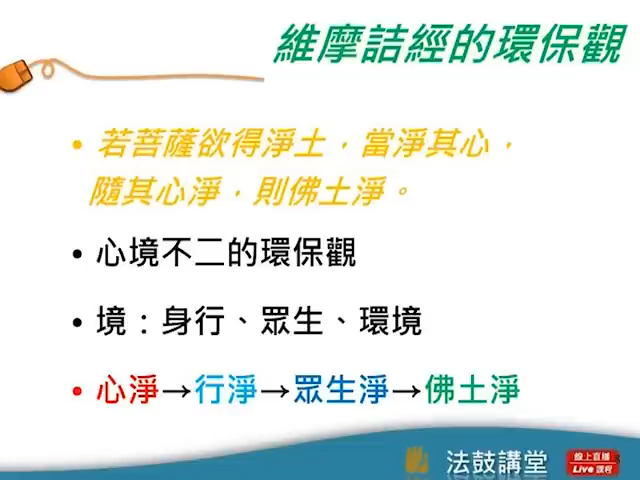 維摩詰經的環保觀
• 若菩薩欲得淨土，當淨其心，
隨其心淨，則佛土淨。
• 心境不二的環保觀
• 境：身行、眾生、環境
• 心淨→行淨→眾生淨→佛土淨
法鼓講堂
線上直播
Live 課程